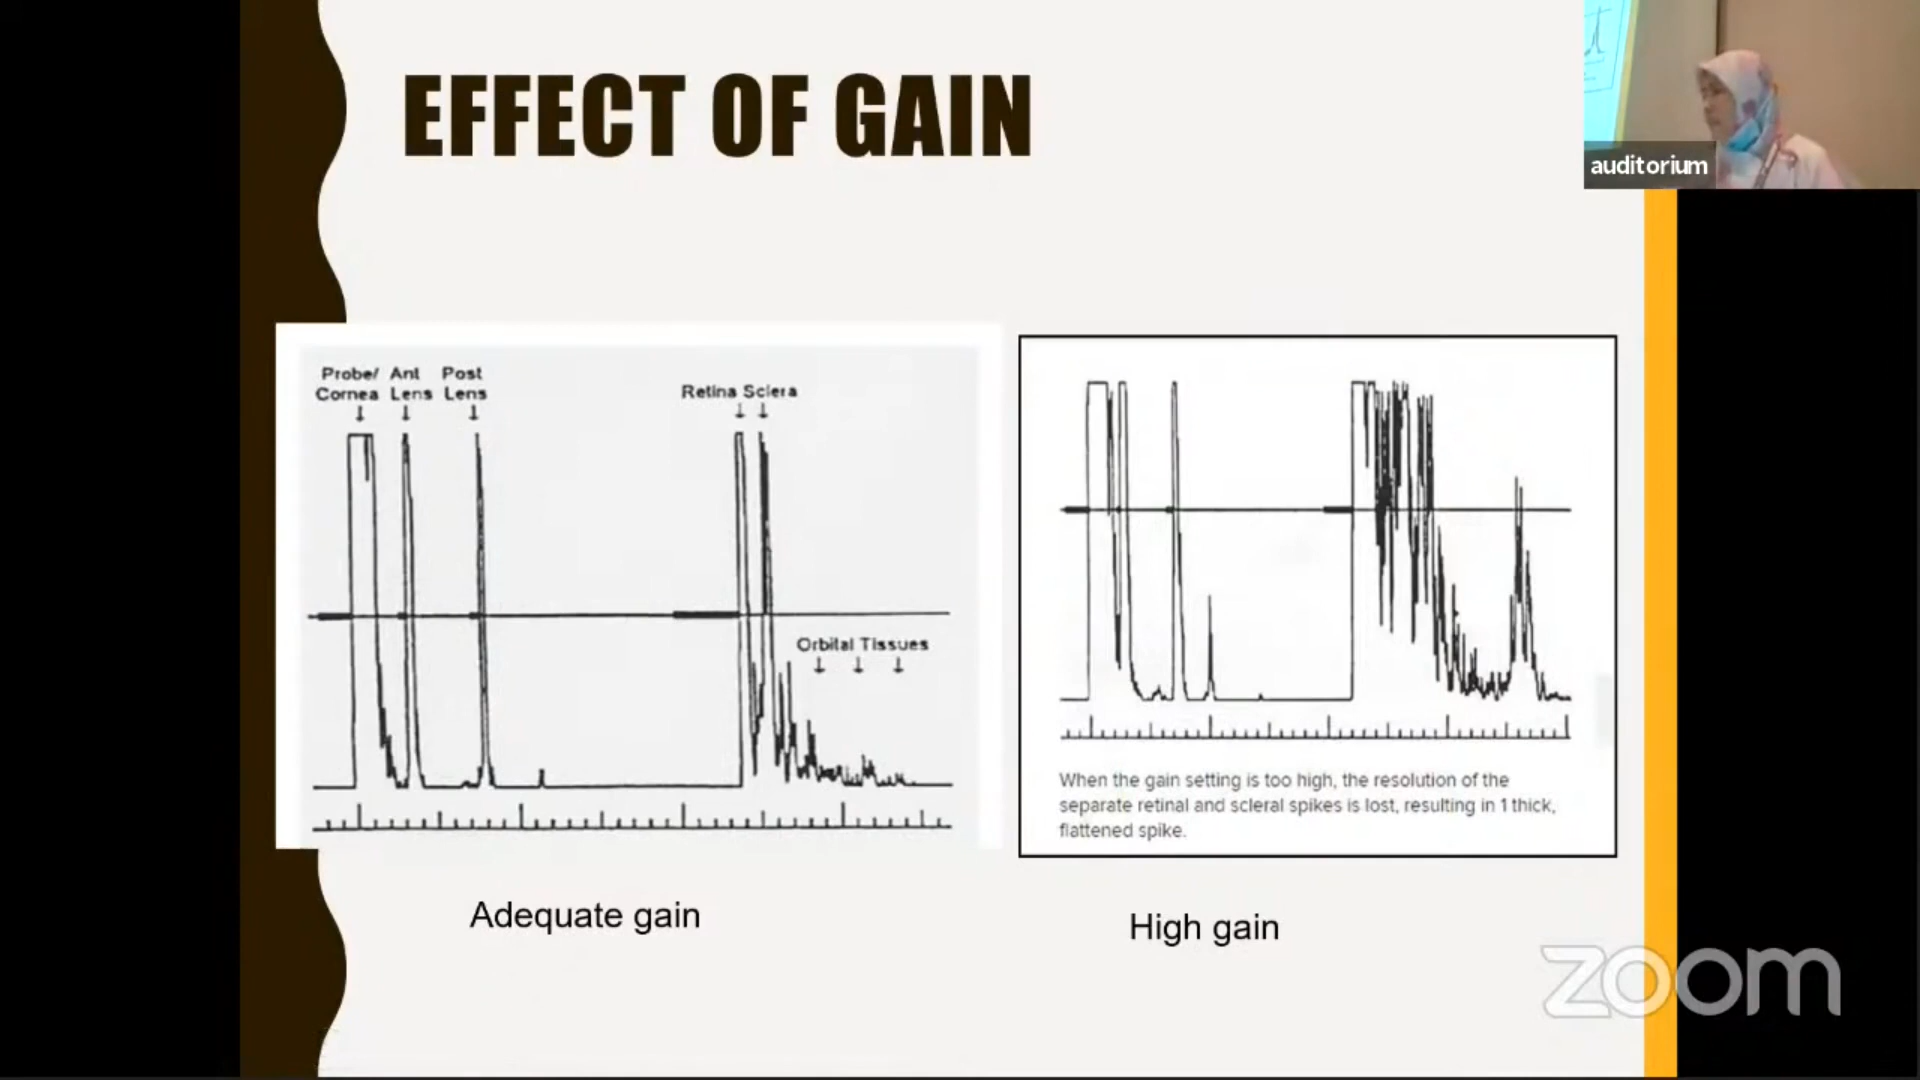 EFFECT OF GAIN
auditorium
Probe/ Ant Post
Cornea Lens Lens
Retina Sclera
Orbital Tissues
When the gain setting is too high, the resolution of the
separate retinal and scleral spikes is lost, resulting in 1 thick,
flattened spike.
Adequate gain
High gain
zoom